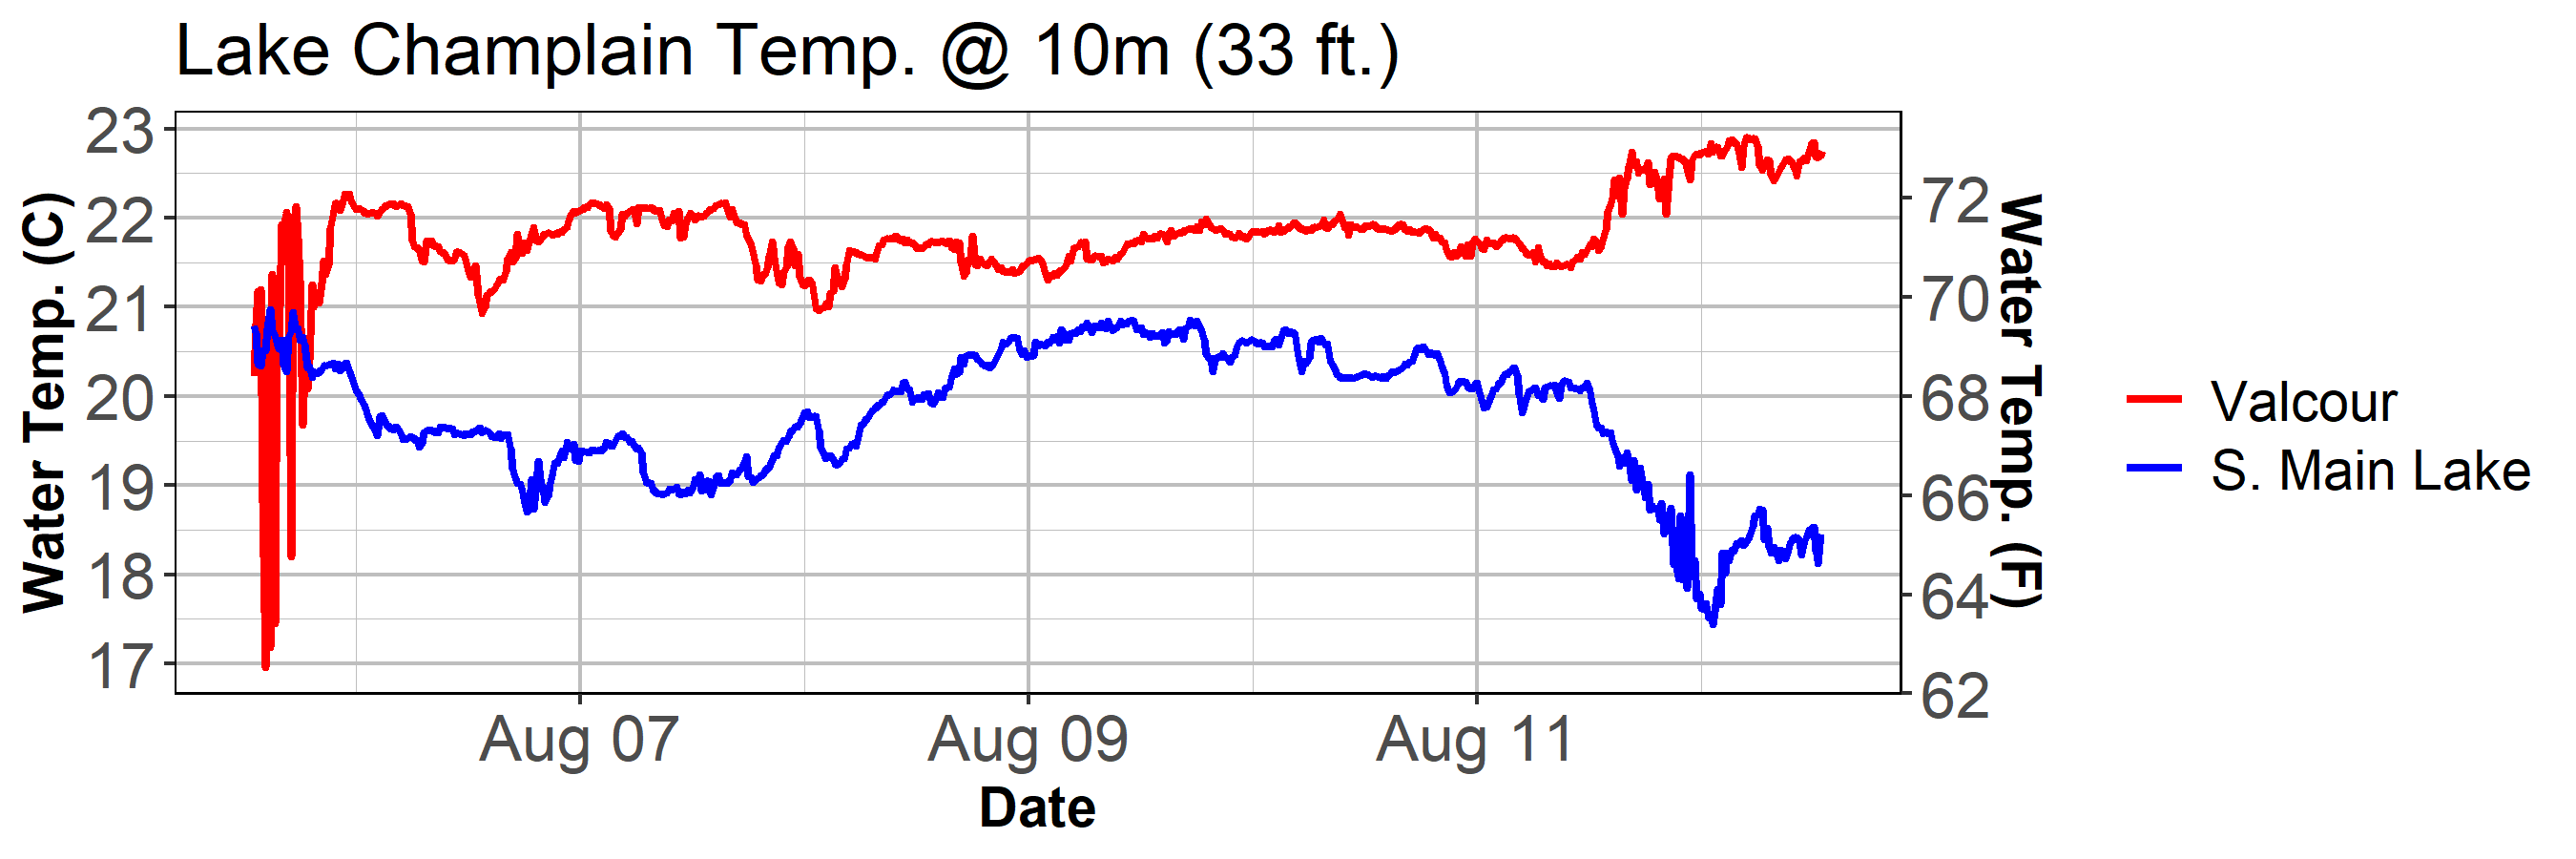 Lake Champlain Temp. @ 10m (33 ft.)
23
22
21
20
19
18
17
Water Temp. (C)
72
70
68
66
64
62
Water Temp. (F)
Aug 07
Aug 09
Aug 11
Date
Valcour
S. Main Lake